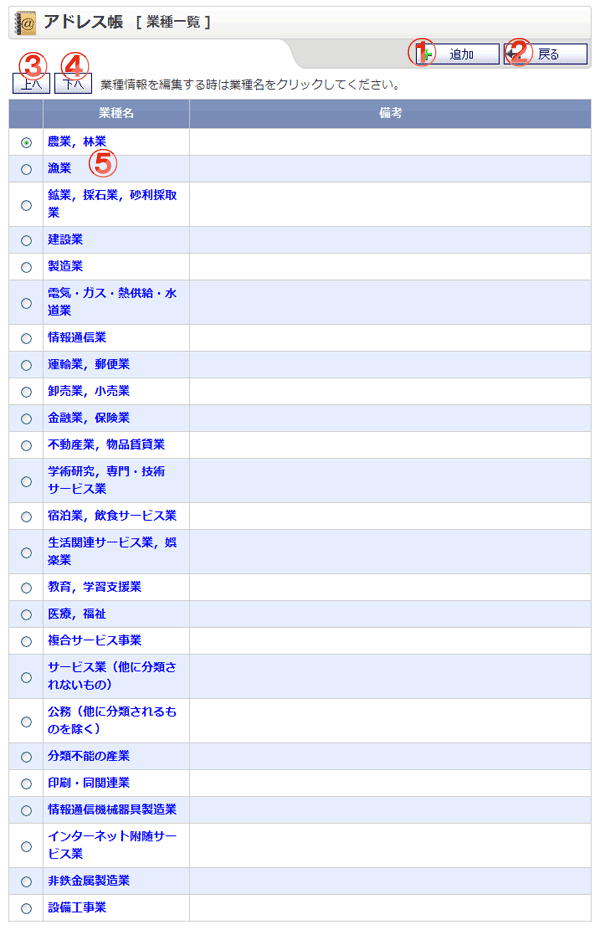 アドレス帳 [ 業種一覧 ]
① 追加 ② 戻る
③ ④
上へ 下へ 業種情報を編集する時は業種名をクリックしてください。
業種名 備考
農業，林業
漁業 ⑤
鉱業，採石業，砂利採取
業
建設業
製造業
電気・ガス・熱供給・水
道業
情報通信業
運輸業，郵便業
卸売業，小売業
金融業，保険業
不動産業，物品賃貸業
学術研究，専門・技術
サービス業
宿泊業，飲食サービス業
生活関連サービス業，娯
楽業
教育，学習支援業
医療，福祉
複合サービス事業
サービス業（他に分類さ
れないもの）
公務（他に分類されるも
のを除く）
分類不能の産業
印刷・同関連業
情報通信機械器具製造業
インターネット附随サー
ビス業
非鉄金属製造業
設備工事業